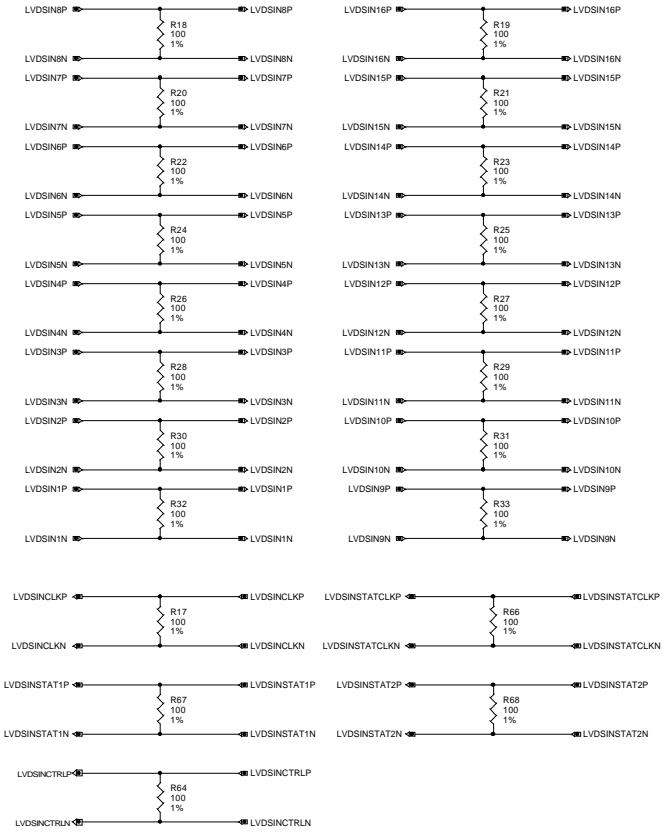 LVDSIN8P LVDSIN8P LVDSIN16P LVDSIN16P
R18 R19
100 100
1% 1%
LVDSIN8N LVDSIN8N LVDSIN16N LVDSIN16N
LVDSIN7P LVDSIN7P LVDSIN15P LVDSIN15P
R20 R21
100 100
1% 1%
LVDSIN7N LVDSIN7N LVDSIN15N LVDSIN15N
LVDSIN6P LVDSIN6P LVDSIN14P LVDSIN14P
R22 R23
100 100
1% 1%
LVDSIN6N LVDSIN6N LVDSIN14N LVDSIN14N
LVDSIN5P LVDSIN5P LVDSIN13P LVDSIN13P
R24 R25
100 100
1% 1%
LVDSIN5N LVDSIN5N LVDSIN13N LVDSIN13N
LVDSIN4P LVDSIN4P LVDSIN12P LVDSIN12P
R26 R27
100 100
1% 1%
LVDSIN4N LVDSIN4N LVDSIN12N LVDSIN12N
LVDSIN3P LVDSIN3P LVDSIN11P LVDSIN11P
R28 R29
100 100
1% 1%
LVDSIN3N LVDSIN3N LVDSIN11N LVDSIN11N
LVDSIN2P LVDSIN2P LVDSIN10P LVDSIN10P
R30 R31
100 100
1% 1%
LVDSIN2N LVDSIN2N LVDSIN10N LVDSIN10N
LVDSIN1P LVDSIN1P LVDSIN9P LVDSIN9P
R32 R33
100 100
1% 1%
LVDSIN1N LVDSIN1N LVDSIN9N LVDSIN9N
LVDSINCLKP LVDSINCLKP LVDSINSTATCLKP LVDSINSTATCLKP
R17 R66
100 100
1% 1%
LVDSINCLKN LVDSINCLKN LVDSINSTATCLKN LVDSINSTATCLKN
LVDSINSTAT1P LVDSINSTAT1P LVDSINSTAT2P LVDSINSTAT2P
R67 R68
100 100
1% 1%
LVDSINSTAT1N LVDSINSTAT1N LVDSINSTAT2N LVDSINSTAT2N
LVDSINCTRLP LVDSINCTRLP
R64
100
1%
LVDSINCTRLN LVDSINCTRLN